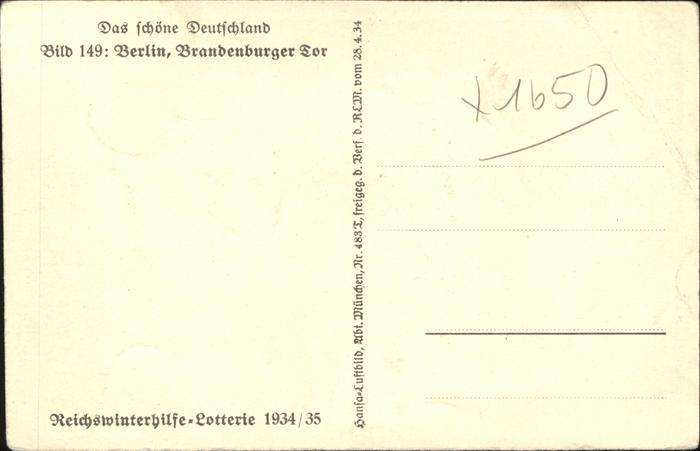 Das schöne Deutschland
Bild 149: Berlin, Brandenburger Tor
Reichswinterhilfe-Lotterie 1934/35
Hansa-Luftbild, Abt. München, Nr. 483 T, freigeg. d. Verf. d. RLM. vom 28.4.34
x 1650